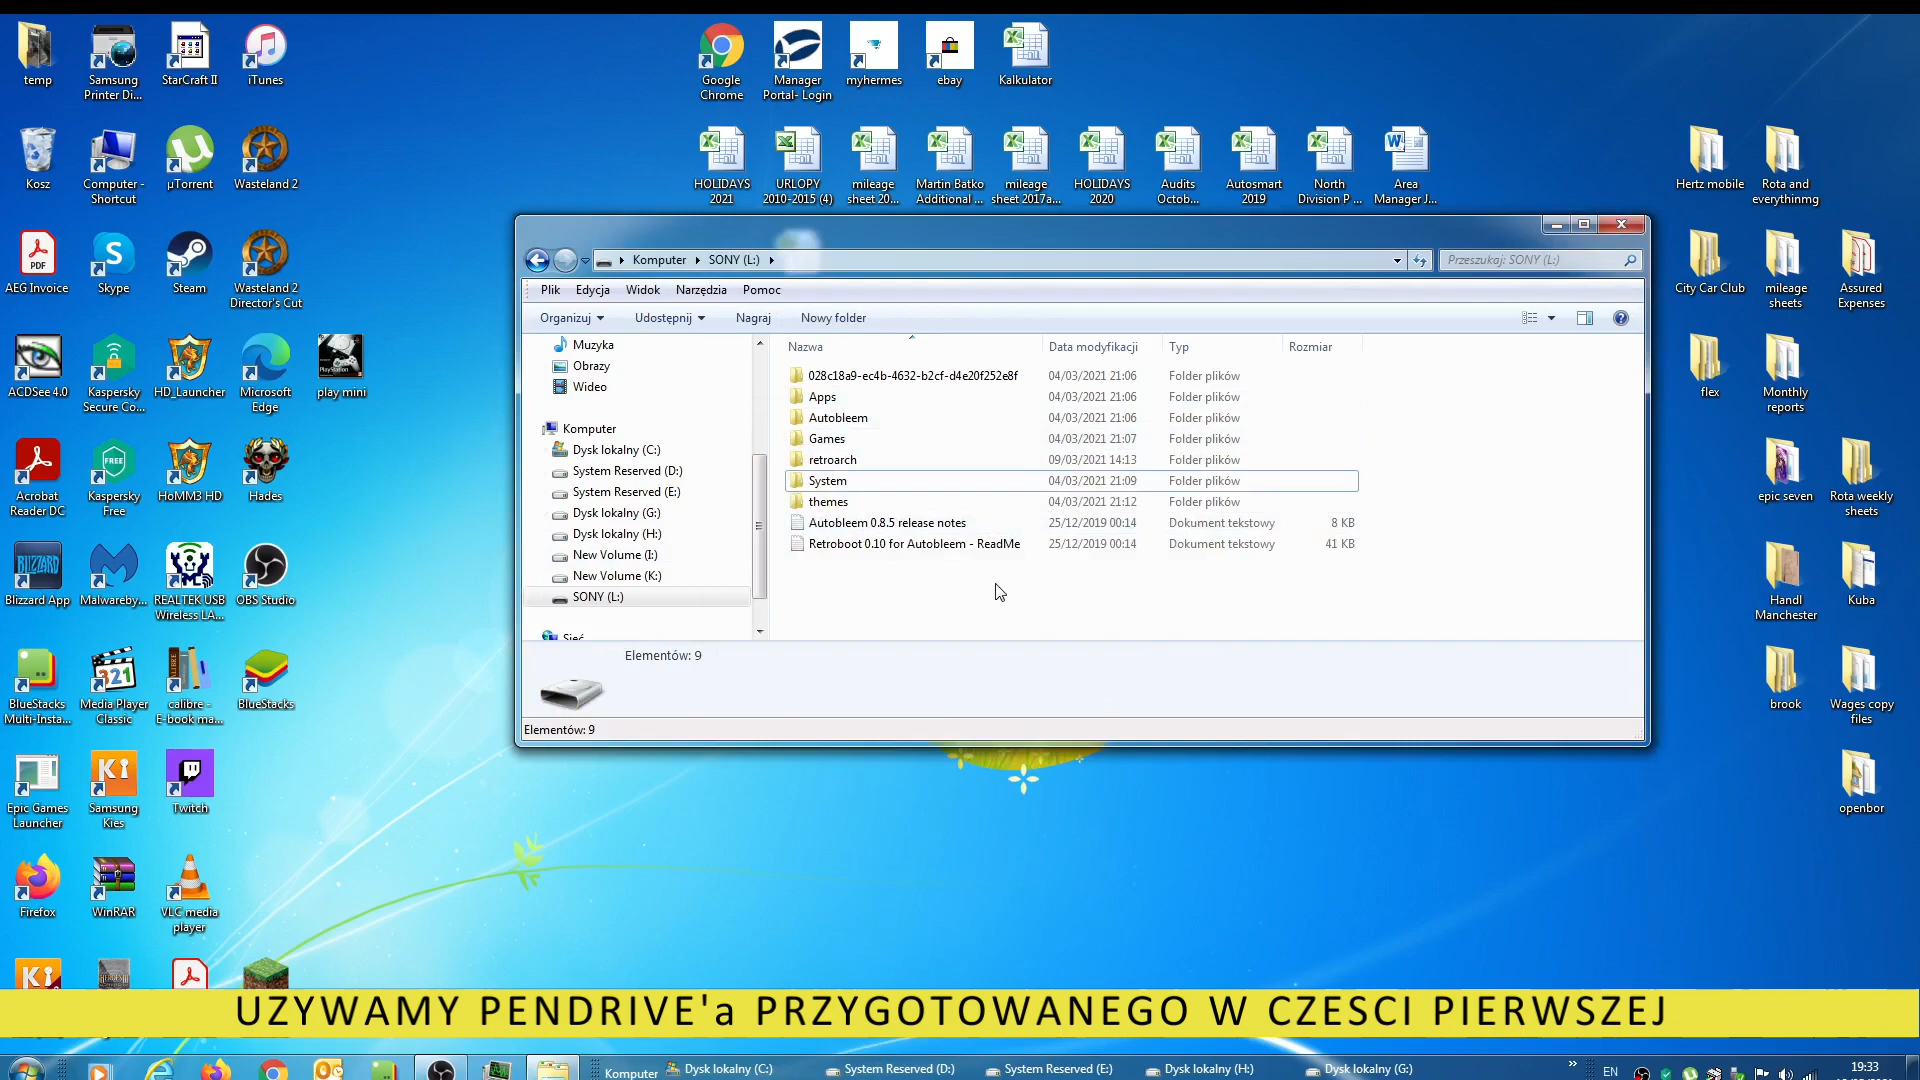 temp
Samsung
Printer Di...
StarCraft II
iTunes
Google
Chrome
Manager
Portal- Login
myhermes
ebay
Kalkulator
Kosz
Computer -
Shortcut
µTorrent
Wasteland 2
HOLIDAYS
2021
URLOPY
2010-2015 (4)
mileage
sheet 20...
Martin Batko
Additional ...
mileage
sheet 2017a...
HOLIDAYS
2020
Audits
Octob...
Autosmart
2019
North
Division P ...
Area
Manager J...
Hertz mobile
Rota and
everythinmg
AEG Invoice
Skype
Steam
Wasteland 2
Director's Cut
City Car Club
mileage
sheets
Assured
Expenses
ACDSee 4.0
Kaspersky
Secure Co...
HD_Launcher
Microsoft
Edge
play mini
flex
Monthly
reports
Acrobat
Reader DC
Kaspersky
Free
HoMM3 HD
Hades
epic seven
Rota weekly
sheets
Blizzard App
Malwareby...
REALTEK USB
Wireless LA...
OBS Studio
Handl
Manchester
Kuba
BlueStacks
Multi-Insta...
Media Player
Classic
calibre -
E-book ma...
BlueStacks
brook
Wages copy
files
Epic Games
Launcher
Samsung
Kies
Twitch
openbor
Firefox
WinRAR
VLC media
player
Komputer
SONY (L:)
Przeszukaj: SONY (L:)
Plik Edycja Widok Narzędzia Pomoc
Organizuj Udostępnij Nagraj Nowy folder
Muzyka
Obrazy
Wideo
Komputer
Dysk lokalny (C:)
System Reserved (D:)
System Reserved (E:)
Dysk lokalny (G:)
Dysk lokalny (H:)
New Volume (I:)
New Volume (K:)
SONY (L:)
Sieć
Nazwa Data modyfikacji Typ Rozmiar
028c18a9-ec4b-4632-b2cf-d4e20f252e8f 04/03/2021 21:06 Folder plików
Apps 04/03/2021 21:06 Folder plików
Autobleem 04/03/2021 21:06 Folder plików
Games 04/03/2021 21:07 Folder plików
retroarch 09/03/2021 14:13 Folder plików
System 04/03/2021 21:09 Folder plików
themes 04/03/2021 21:12 Folder plików
Autobleem 0.8.5 release notes 25/12/2019 00:14 Dokument tekstowy 8 KB
Retroboot 0.10 for Autobleem - ReadMe 25/12/2019 00:14 Dokument tekstowy 41 KB
Elementów: 9
Elementów: 9
UZYWAMY PENDRIVE'a PRZYGOTOWANEGO W CZESCI PIERWSZEJ
Komputer
Dysk lokalny (C:)
System Reserved (D:)
System Reserved (E:)
Dysk lokalny (H:)
Dysk lokalny (G:)
EN
19:33